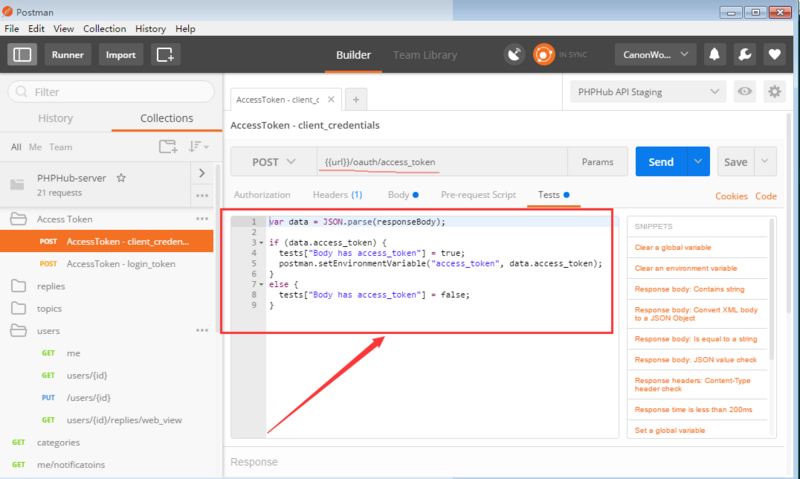 Postman
File Edit View Collection History Help
Runner Import Builder Team Library IN SYNC CanonWo...
Filter
History Collections
All Me Team
PHPHub-server
21 requests
Access Token
POST AccessToken - client_creden...
POST AccessToken - login_token
replies
topics
users
GET me
GET users/{id}
PUT /users/{id}
GET users/{id}/replies/web_view
GET categories
GET me/notificatoins
AccessToken - client_c
PHPHub API Staging
AccessToken - client_credentials
POST {{url}}/oauth/access_token Params Send Save
Authorization Headers (1) Body Pre-request Script Tests Cookies Code
1 var data = JSON.parse(responseBody);
2
3 if (data.access_token) {
4 tests["Body has access_token"] = true;
5 postman.setEnvironmentVariable("access_token", data.access_token);
6 }
7 else {
8 tests["Body has access_token"] = false;
9 }
SNIPPETS
Clear a global variable
Clear an environment variable
Response body: Contains string
Response body: Convert XML body
to a JSON Object
Response body: Is equal to a string
Response body: JSON value check
Response headers: Content-Type
header check
Response time is less than 200ms
Set a global variable
Response